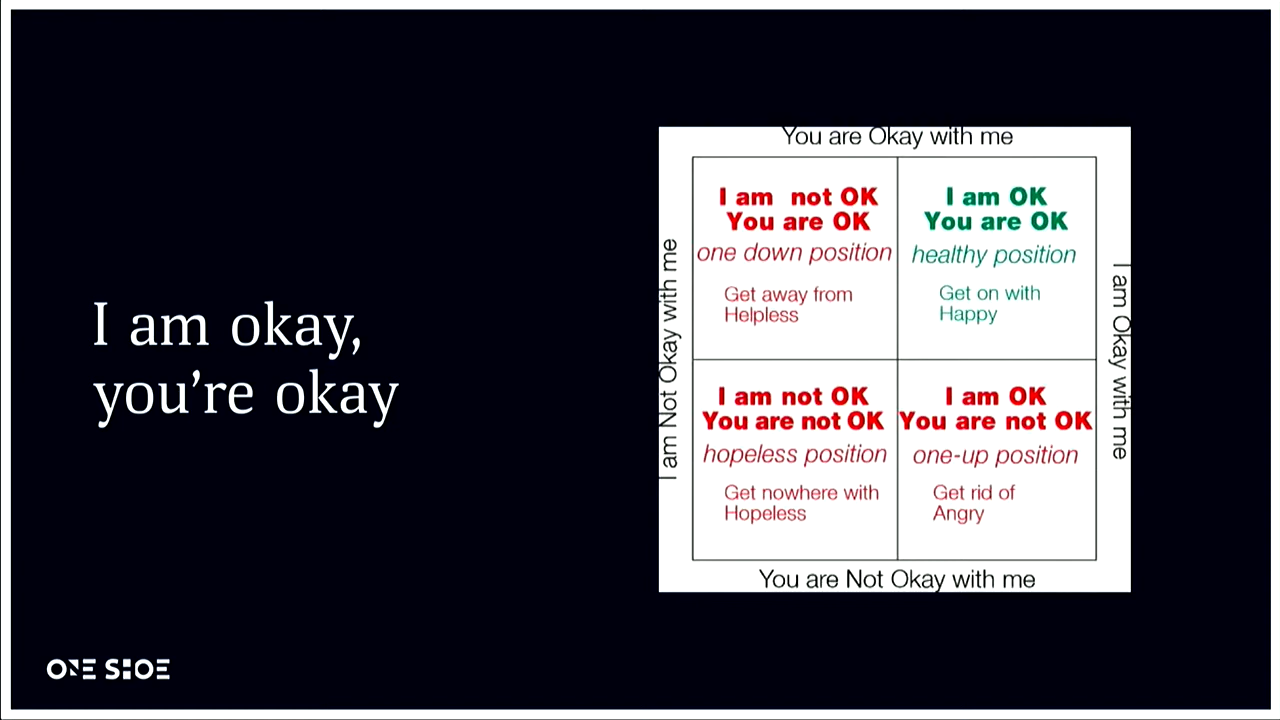 I am okay,
you're okay
You are Okay with me
I am Not Okay with me
I am not OK
You are OK
one down position
Get away from
Helpless
I am OK
You are OK
healthy position
Get on with
Happy
I am not OK
You are not OK
hopeless position
Get nowhere with
Hopeless
I am OK
You are not OK
one-up position
Get rid of
Angry
I am Okay with me
You are Not Okay with me
ONE SIDE